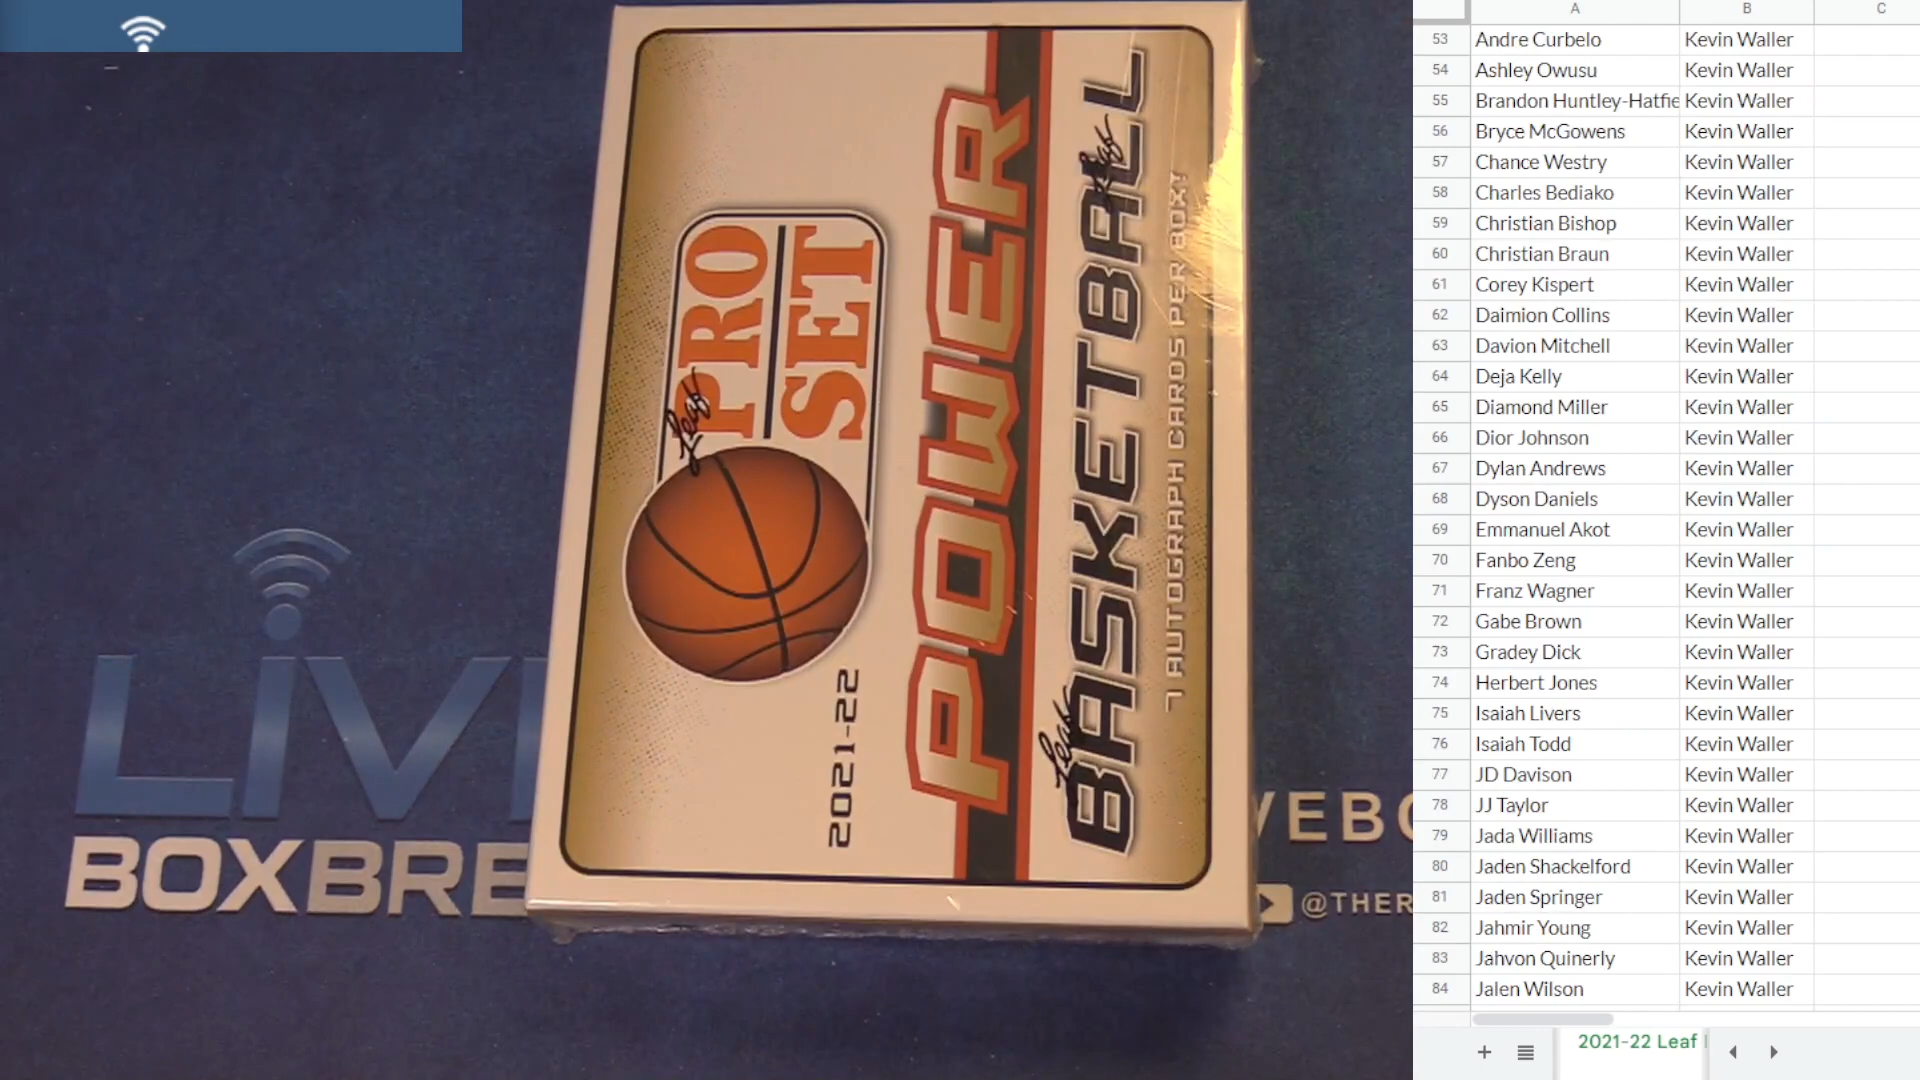 LiVE
BOXBRE
Leaf
PRO
SET
2021-22
POWER
Leaf
BASKETBALL
Leaf
7 AUTOGRAPH CARDS PER BOX!
VEBO
@THER
A B C
53 Andre Curbelo Kevin Waller
54 Ashley Owusu Kevin Waller
55 Brandon Huntley-Hatfie Kevin Waller
56 Bryce McGowens Kevin Waller
57 Chance Westry Kevin Waller
58 Charles Bediako Kevin Waller
59 Christian Bishop Kevin Waller
60 Christian Braun Kevin Waller
61 Corey Kispert Kevin Waller
62 Daimion Collins Kevin Waller
63 Davion Mitchell Kevin Waller
64 Deja Kelly Kevin Waller
65 Diamond Miller Kevin Waller
66 Dior Johnson Kevin Waller
67 Dylan Andrews Kevin Waller
68 Dyson Daniels Kevin Waller
69 Emmanuel Akot Kevin Waller
70 Fanbo Zeng Kevin Waller
71 Franz Wagner Kevin Waller
72 Gabe Brown Kevin Waller
73 Gradey Dick Kevin Waller
74 Herbert Jones Kevin Waller
75 Isaiah Livers Kevin Waller
76 Isaiah Todd Kevin Waller
77 JD Davison Kevin Waller
78 JJ Taylor Kevin Waller
79 Jada Williams Kevin Waller
80 Jaden Shackelford Kevin Waller
81 Jaden Springer Kevin Waller
82 Jahmir Young Kevin Waller
83 Jahvon Quinerly Kevin Waller
84 Jalen Wilson Kevin Waller
2021-22 Leaf